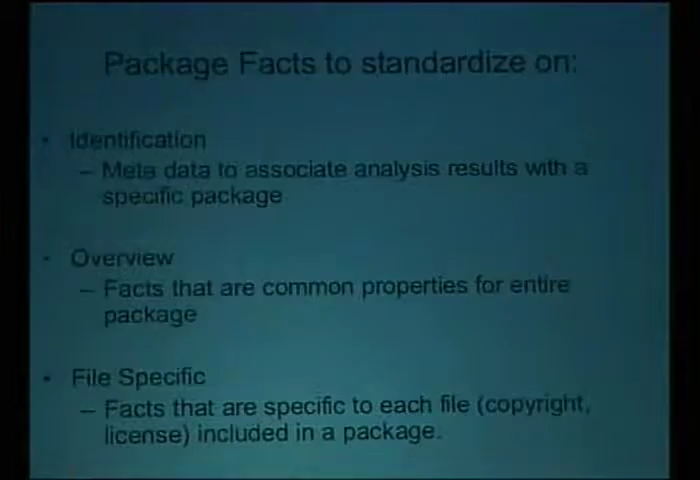 Package Facts to standardize on:
• Identification
– Meta data to associate analysis results with a
specific package
• Overview
– Facts that are common properties for entire
package
• File Specific
– Facts that are specific to each file (copyright,
license) included in a package.